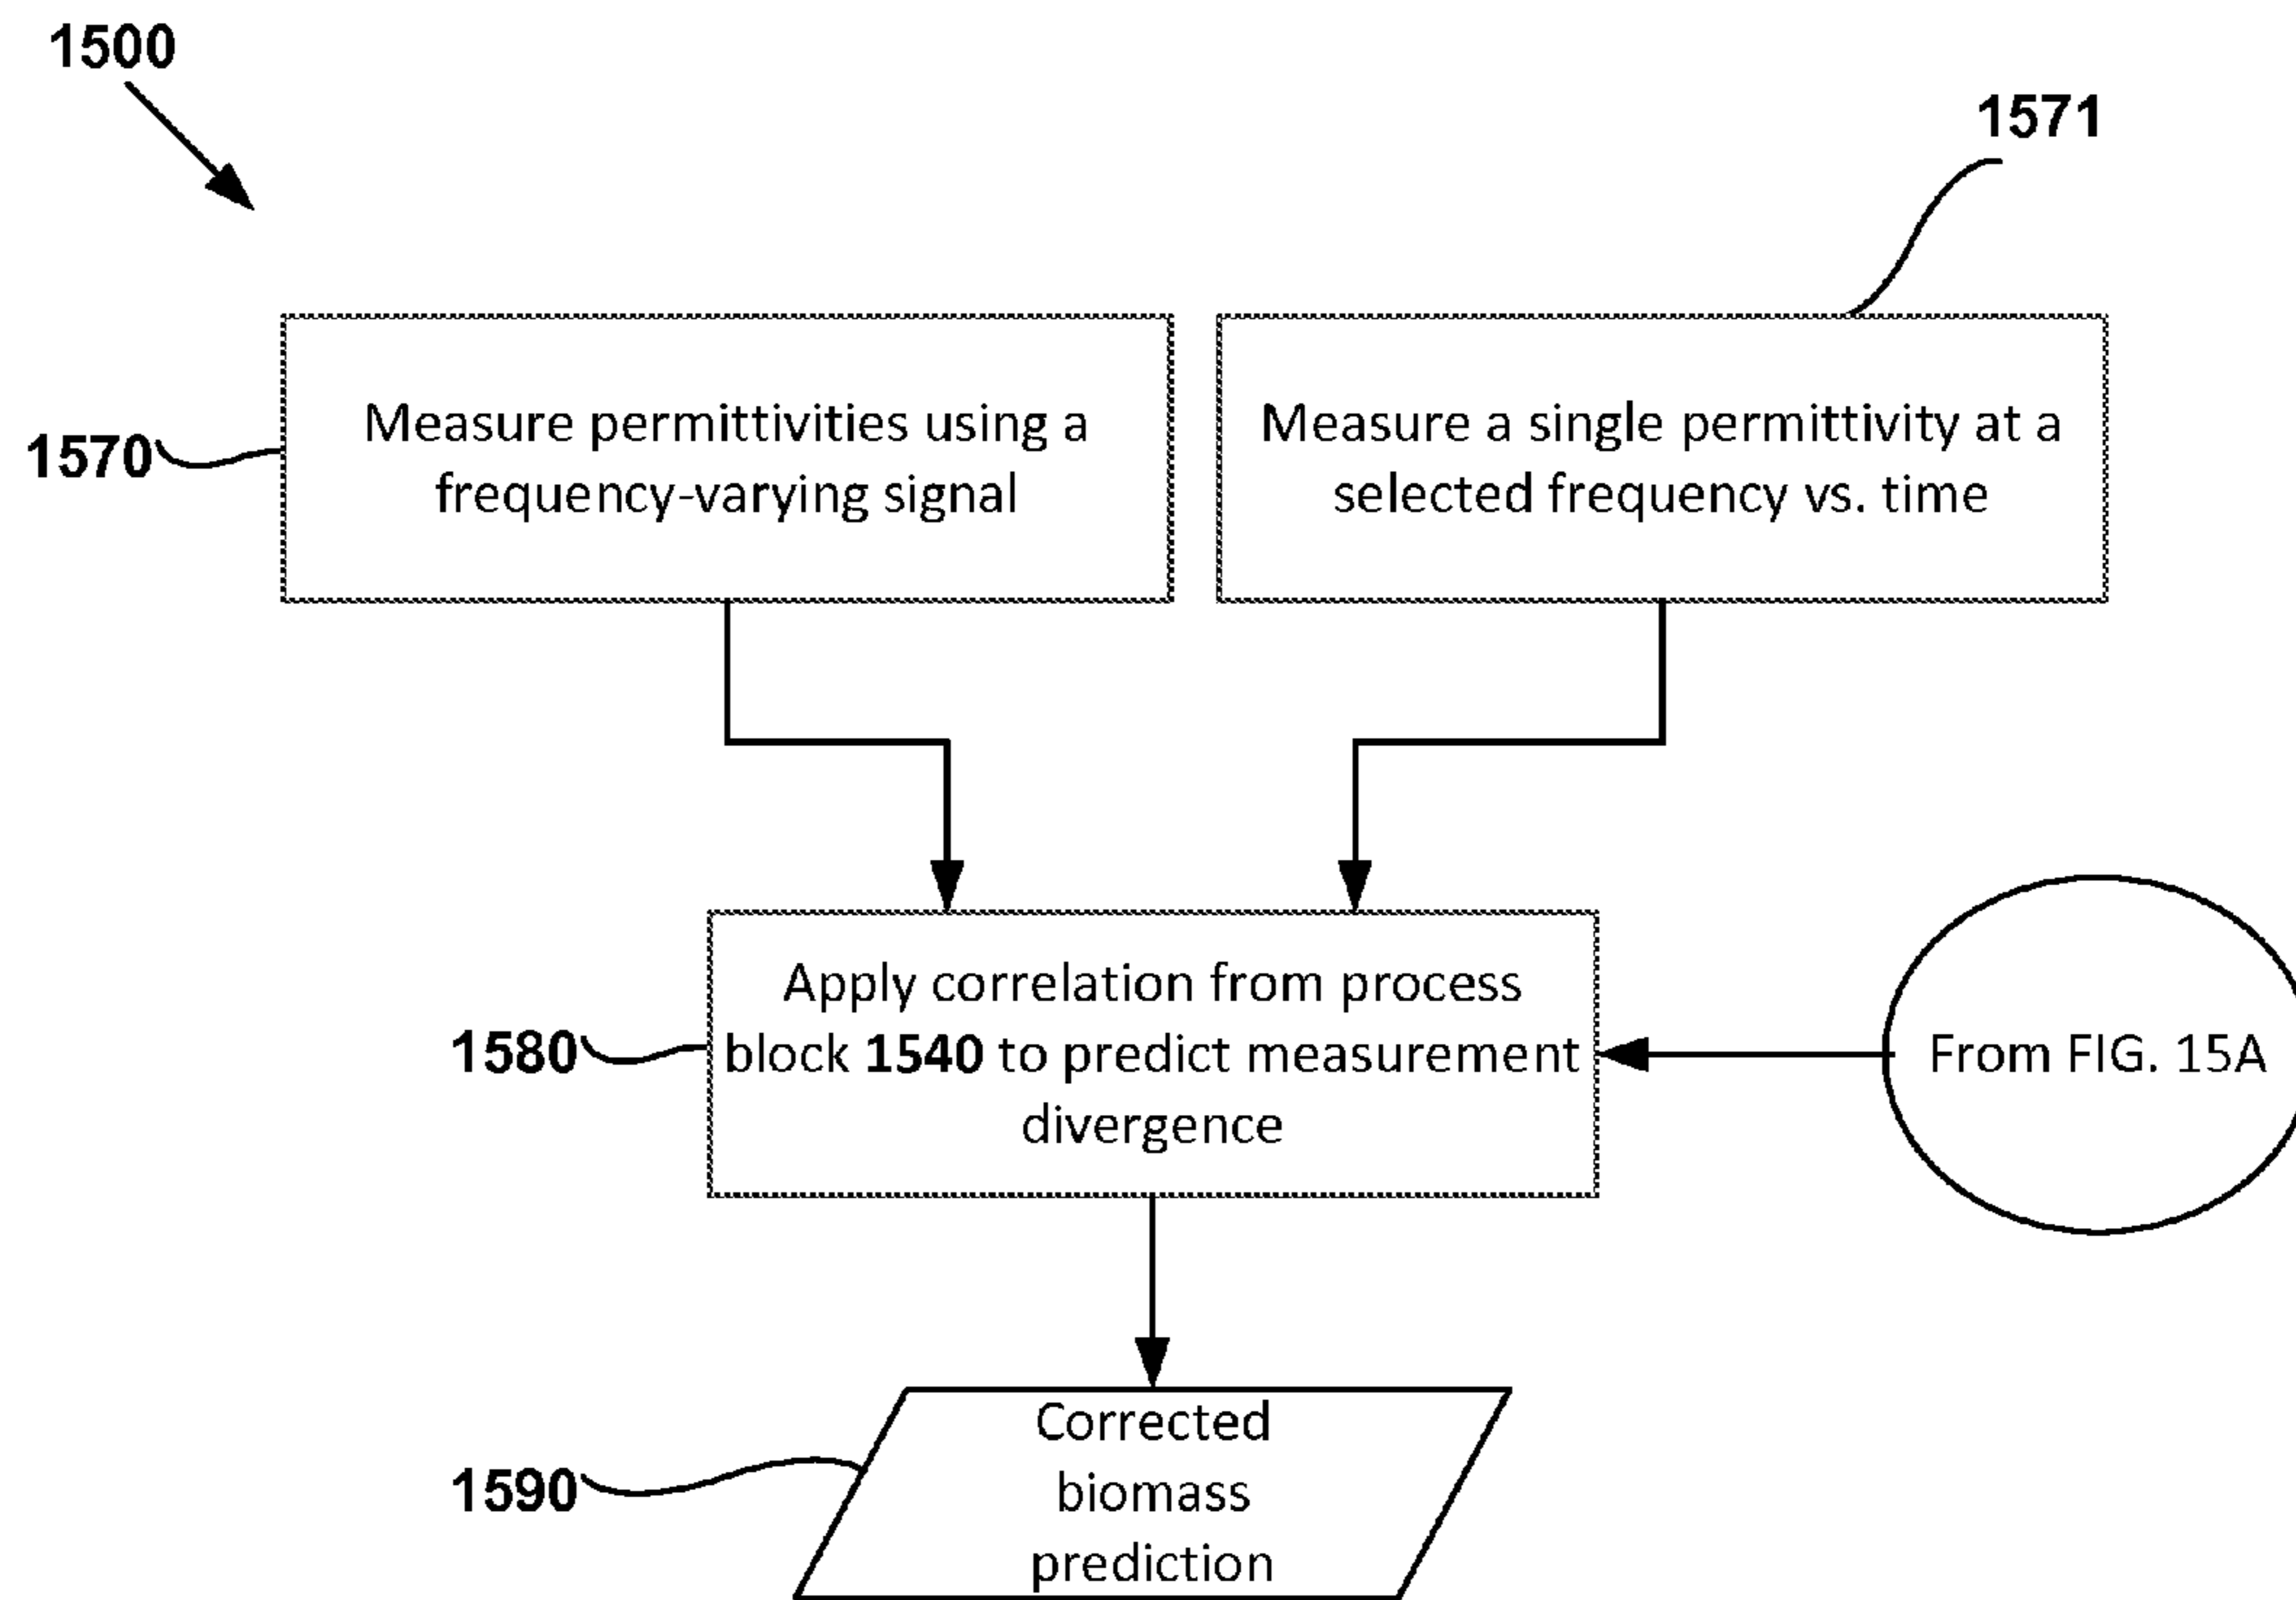 1500
1571
1570
Measure permittivities using a
frequency-varying signal
Measure a single permittivity at a
selected frequency vs. time
1580
Apply correlation from process
block 1540 to predict measurement
divergence
From FIG. 15A
1590
Corrected
biomass
prediction